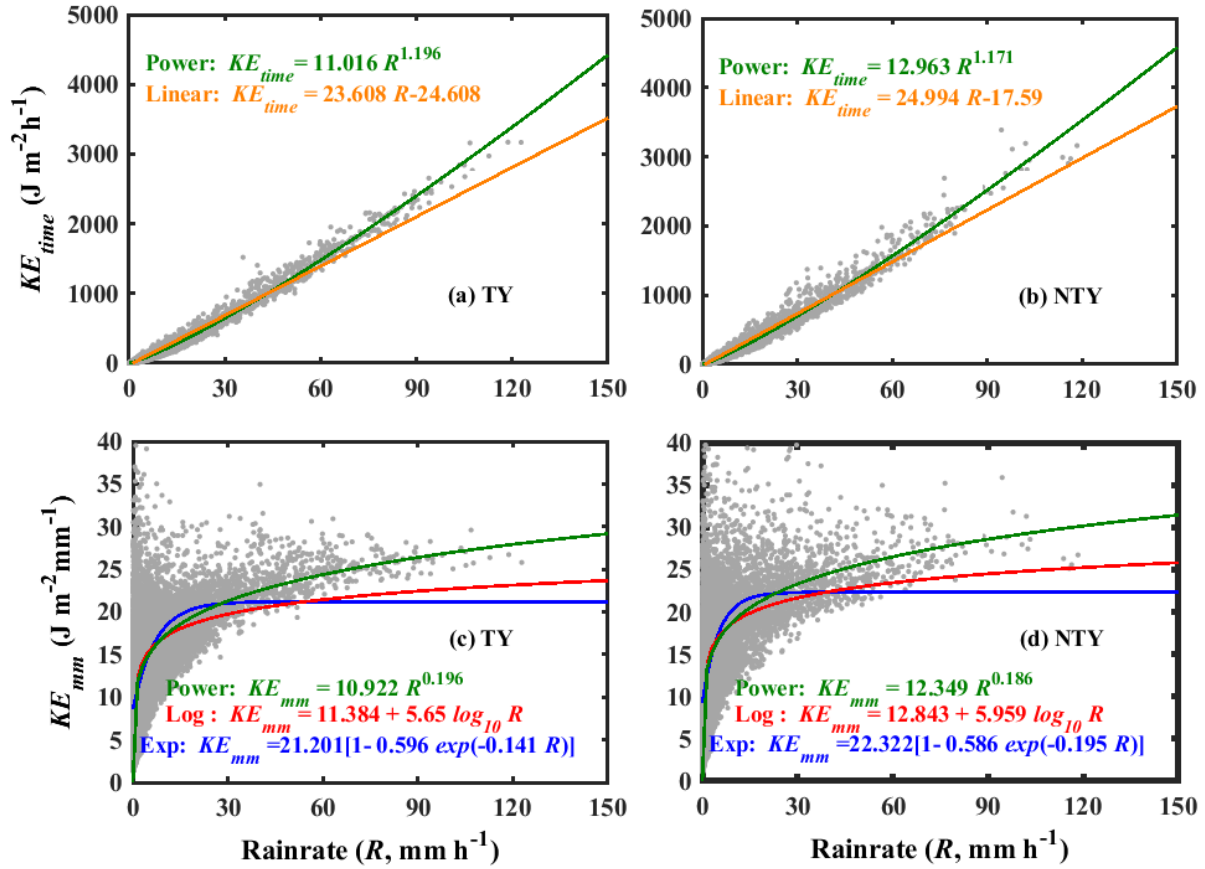 5000
4000
3000
2000
1000
0
KE_time (J m^-2 h^-1)
Power: KE_time = 11.016 R^1.196
Linear: KE_time = 23.608 R-24.608
(a) TY
0 30 60 90 120 150
5000
4000
3000
2000
1000
0
Power: KE_time = 12.963 R^1.171
Linear: KE_time = 24.994 R-17.59
(b) NTY
0 30 60 90 120 150
40
35
30
25
20
15
10
5
0
KE_mm (J m^-2 mm^-1)
(c) TY
Power: KE_mm = 10.922 R^0.196
Log : KE_mm = 11.384 + 5.65 log_10 R
Exp: KE_mm =21.201[1- 0.596 exp(-0.141 R)]
0 30 60 90 120 150
Rainrate (R, mm h^-1)
40
35
30
25
20
15
10
5
0
(d) NTY
Power: KE_mm = 12.349 R^0.186
Log : KE_mm = 12.843 + 5.959 log_10 R
Exp: KE_mm =22.322[1- 0.586 exp(-0.195 R)]
0 30 60 90 120 150
Rainrate (R, mm h^-1)